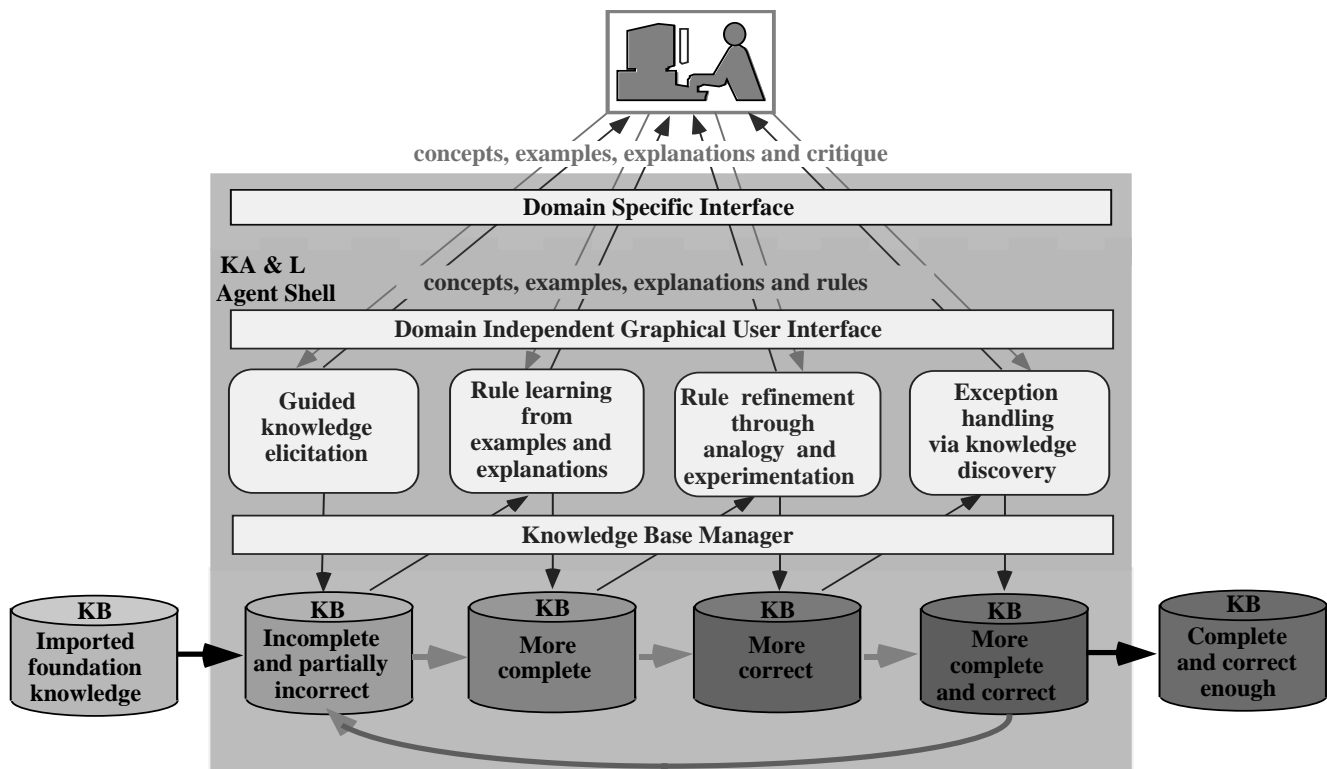 concepts, examples, explanations and critique
Domain Specific Interface
KA & L
Agent Shell
concepts, examples, explanations and rules
Domain Independent Graphical User Interface
Guided
knowledge
elicitation
Rule learning
from
examples and
explanations
Rule refinement
through
analogy and
experimentation
Exception
handling
via knowledge
discovery
Knowledge Base Manager
KB
Imported
foundation
knowledge
KB
Incomplete
and partially
incorrect
KB
More
complete
KB
More
correct
KB
More
complete
and correct
KB
Complete
and correct
enough